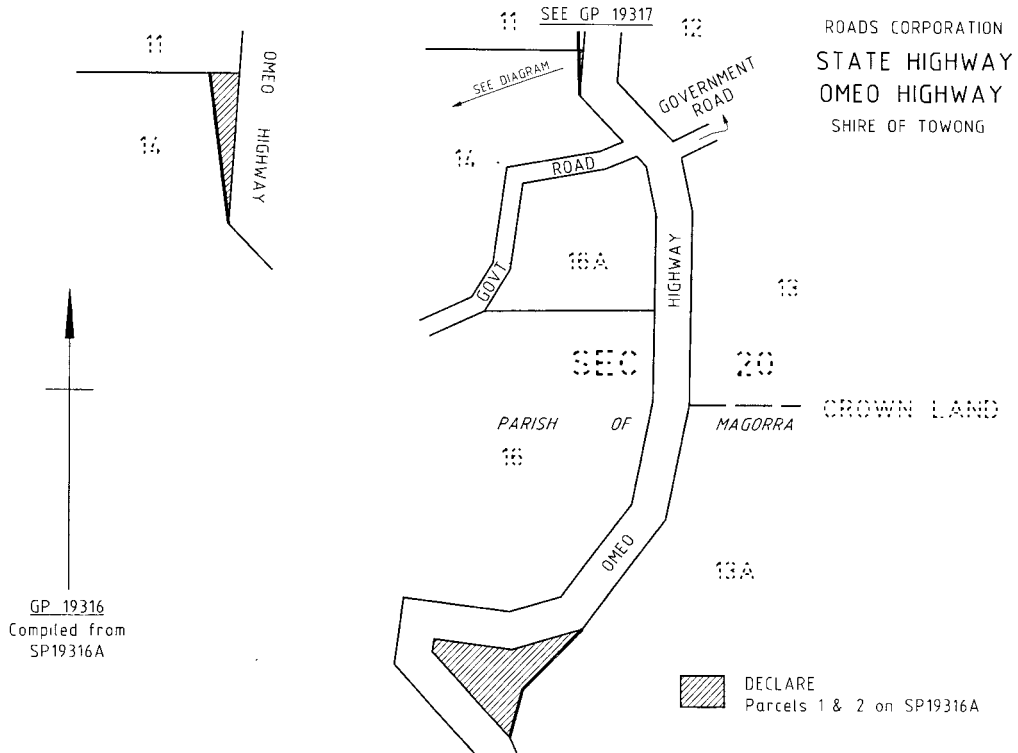 11
OMEO HIGHWAY
14
SEE GP 19317
11
12
SEE DIAGRAM
GOVERNMENT
ROAD
ROADS CORPORATION
STATE HIGHWAY
OMEO HIGHWAY
SHIRE OF TOWONG
14
ROAD
GOVT
16A
HIGHWAY
13
SEC 20
PARISH OF MAGORRA
CROWN LAND
16
OMEO
13A
GP 19316
Compiled from
SP19316A
DECLARE
Parcels 1 & 2 on SP19316A